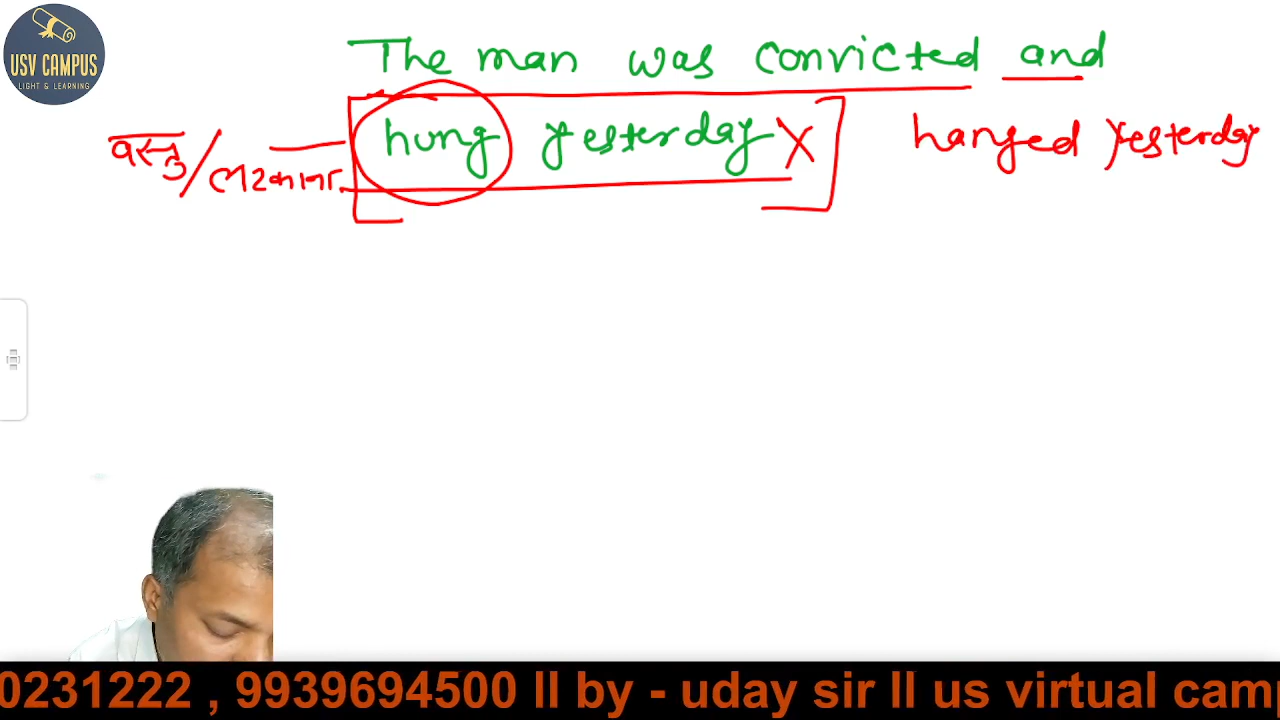 USV CAMPUS
LIGHT & LEARNING
The man was convicted and
hung yesterday X hanged yesterday
वस्तु / लटकाना
0231222 , 9939694500 ll by - uday sir ll us virtual camp